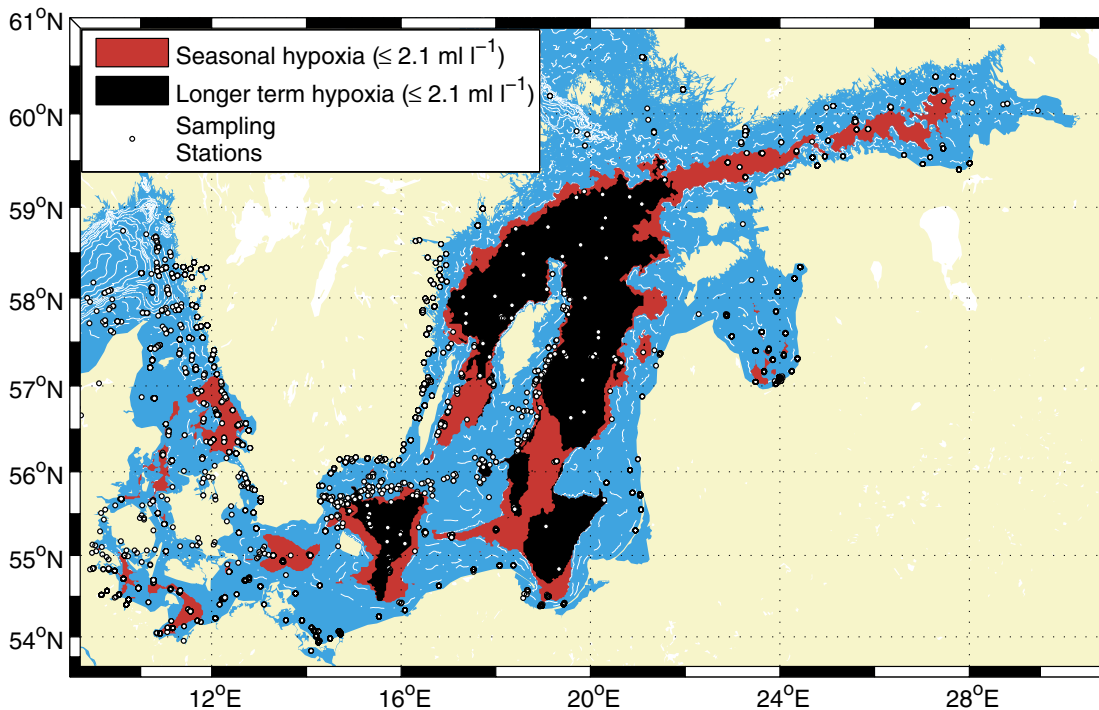 Seasonal hypoxia (≤ 2.1 ml l⁻¹)
Longer term hypoxia (≤ 2.1 ml l⁻¹)
Sampling
Stations
61°N
60°N
59°N
58°N
57°N
56°N
55°N
54°N
12°E
16°E
20°E
24°E
28°E